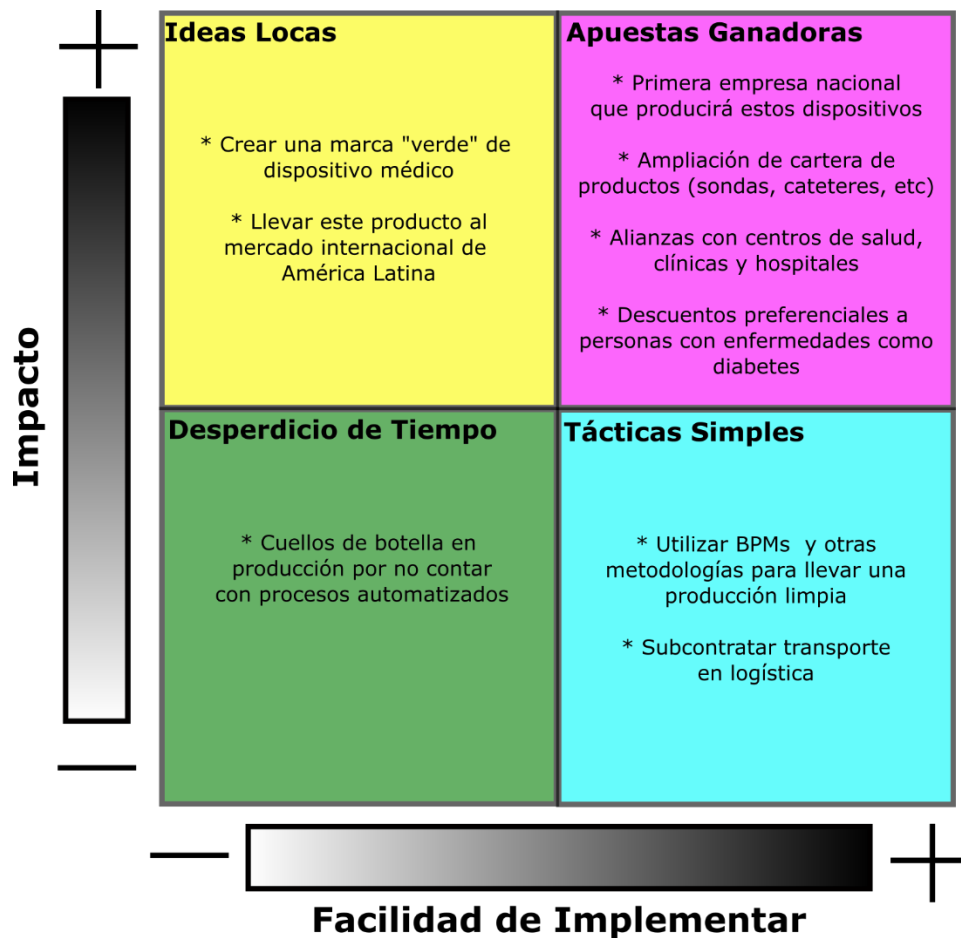 Ideas Locas
* Crear una marca "verde" de
dispositivo médico
* Llevar este producto al
mercado internacional de
América Latina
Apuestas Ganadoras
* Primera empresa nacional
que producirá estos dispositivos
* Ampliación de cartera de
productos (sondas, cateteres, etc)
* Alianzas con centros de salud,
clínicas y hospitales
* Descuentos preferenciales a
personas con enfermedades como
diabetes
Impacto
Desperdicio de Tiempo
* Cuellos de botella en
producción por no contar
con procesos automatizados
Tácticas Simples
* Utilizar BPMs  y otras
metodologías para llevar una
producción limpia
* Subcontratar transporte
en logística
Facilidad de Implementar